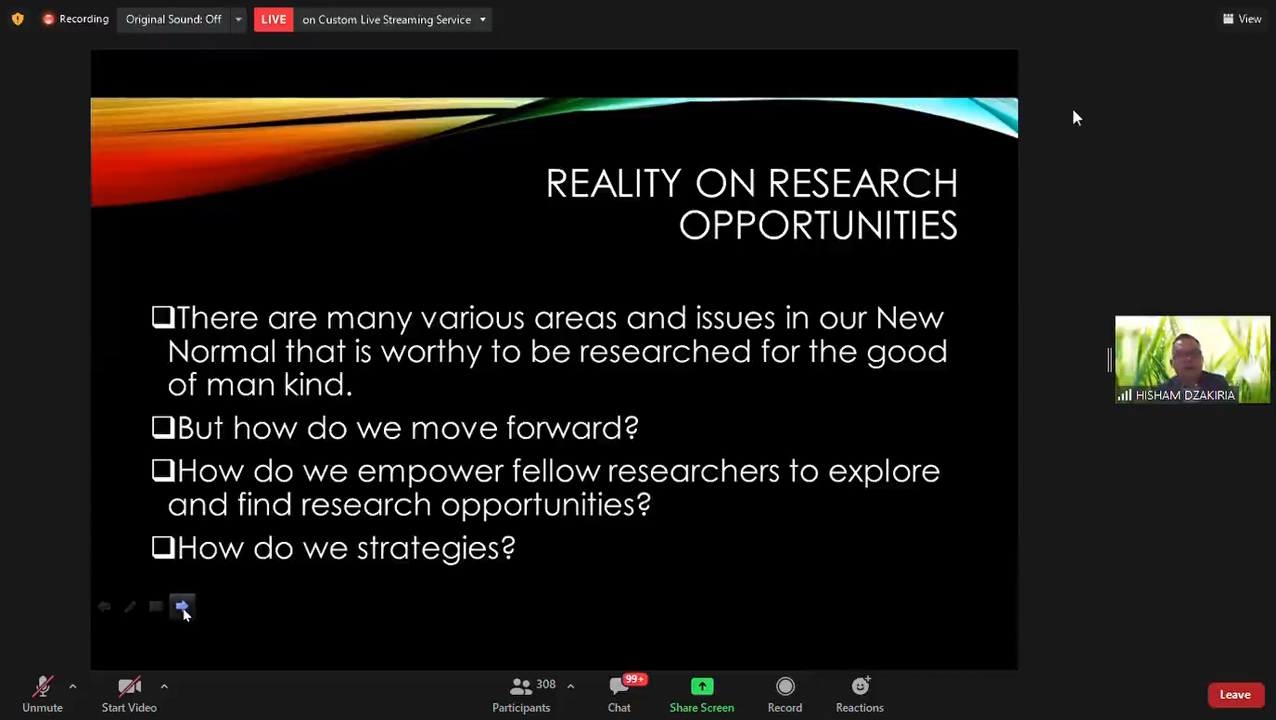 Recording
Original Sound: Off
LIVE
on Custom Live Streaming Service
View
REALITY ON RESEARCH
OPPORTUNITIES
There are many various areas and issues in our New
Normal that is worthy to be researched for the good
of man kind.
But how do we move forward?
How do we empower fellow researchers to explore
and find research opportunities?
How do we strategies?
HISHAM DZAKIRIA
Unmute
Start Video
308
Participants
99+
Chat
Share Screen
Record
Reactions
Leave